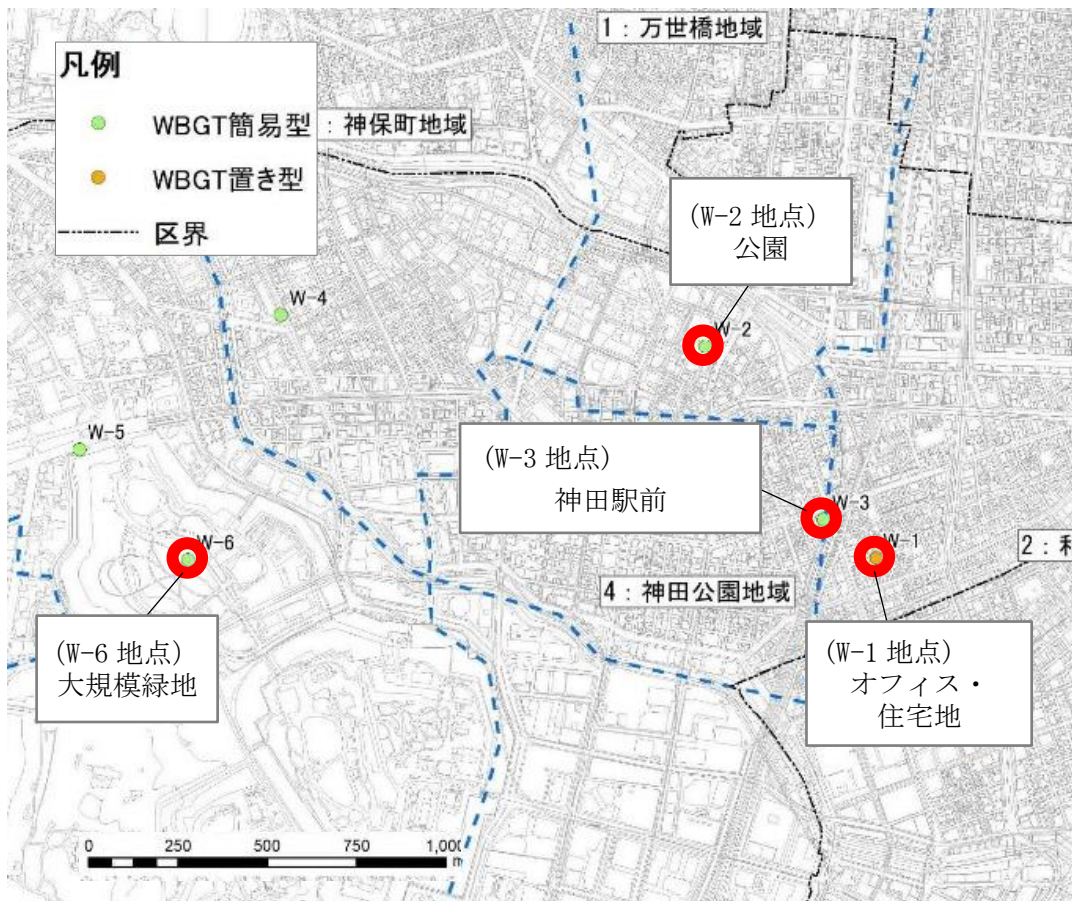 1：万世橋地域
凡例
WBGT簡易型
：神保町地域
WBGT置き型
区界
(W-2 地点)
公園
W-4
W-2
W-5
(W-3 地点)
神田駅前
W-3
W-6
W-1
2：
4：神田公園地域
(W-6 地点)
大規模緑地
(W-1 地点)
オフィス・
住宅地
0 250 500 750 1,000
m